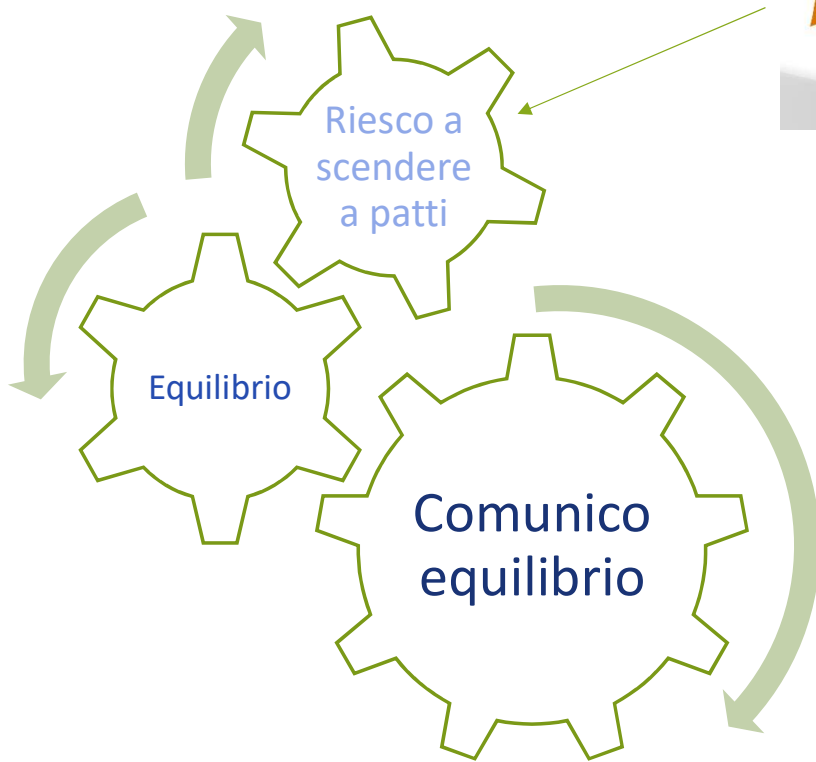 Riesco a
scendere
a patti
Equilibrio
Comunico
equilibrio